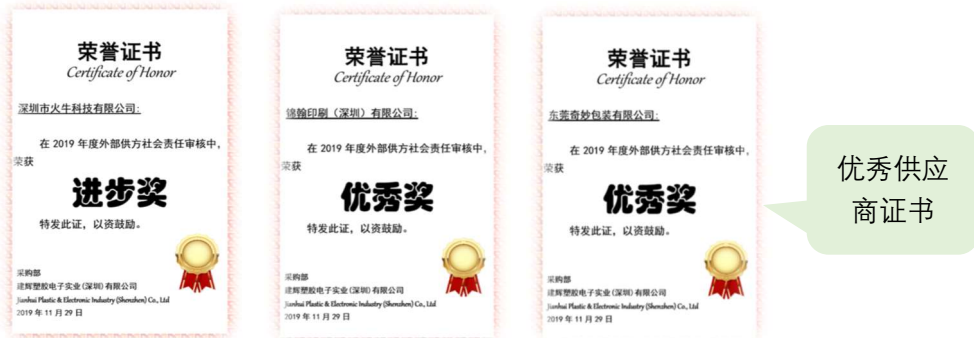 荣誉证书
Certificate of Honor
深圳市火牛科技有限公司:
在 2019 年度外部供方社会责任审核中，
荣获
进步奖
特发此证，以资鼓励。
采购部
建辉塑胶电子实业(深圳)有限公司
Jianhui Plastic & Electronic Industry (Shenzhen) Co., Ltd
2019 年 11 月 29 日
荣誉证书
Certificate of Honor
锦翰印刷（深圳）有限公司:
在 2019 年度外部供方社会责任审核中，
荣获
优秀奖
特发此证，以资鼓励。
采购部
建辉塑胶电子实业(深圳)有限公司
Jianhui Plastic & Electronic Industry (Shenzhen) Co., Ltd
2019 年 11 月 29 日
荣誉证书
Certificate of Honor
东莞奇妙包装有限公司:
在 2019 年度外部供方社会责任审核中，
荣获
优秀奖
特发此证，以资鼓励。
采购部
建辉塑胶电子实业(深圳)有限公司
Jianhui Plastic & Electronic Industry (Shenzhen) Co., Ltd
2019 年 11 月 29 日
优秀供应
商证书